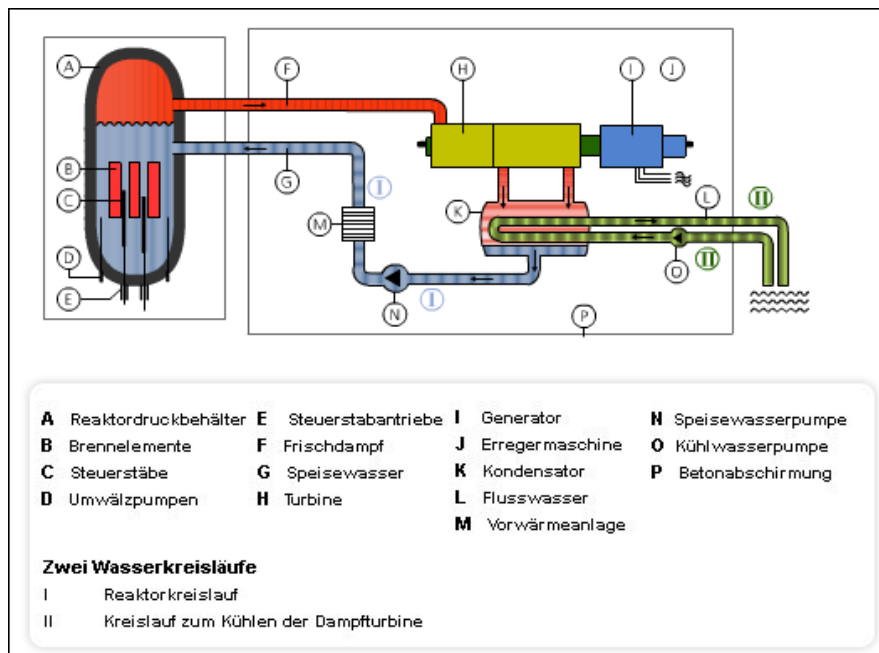 A F H I J
B G L II
C I K
M
D O II
E N I P
A Reaktordruckbehälter E Steuerstabantriebe I Generator N Speisewasserpumpe
B Brennelemente F Frischdampf J Erregermaschine O Kühlwasserpumpe
C Steuerstäbe G Speisewasser K Kondensator P Betonabschirmung
D Umwälzpumpen H Turbine L Flusswasser
M Vorwärmeanlage
Zwei Wasserkreisläufe
I Reaktorkreislauf
II Kreislauf zum Kühlen der Dampfturbine